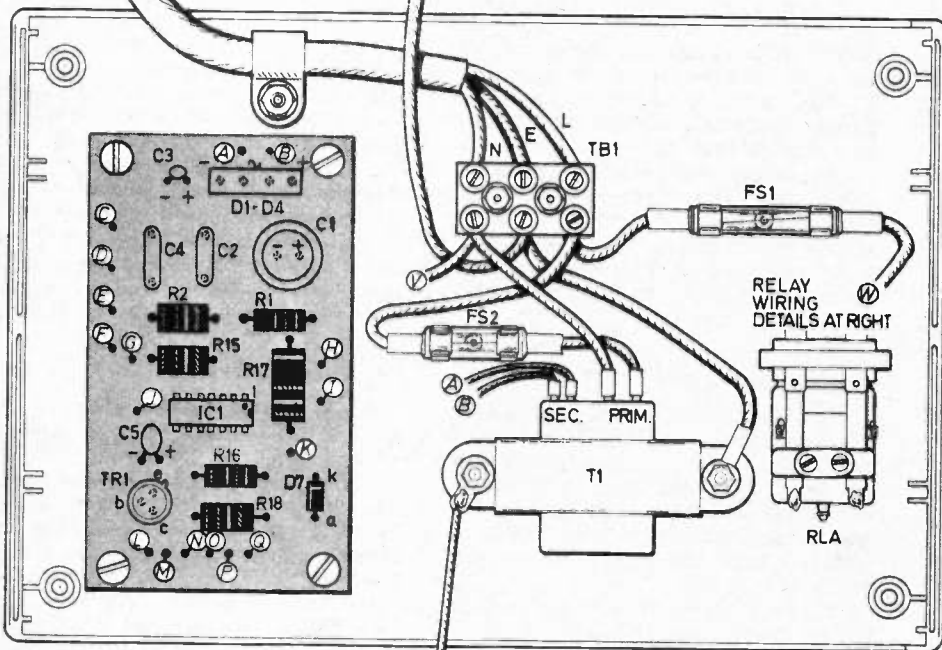 L
E
N
TB1
C3
A
B
- +
- +
D1-D4
FS1
C
C1
D
C4
C2
- +
E
V
W
R2
R1
RELAY
WIRING
DETAILS AT RIGHT
F
G
R15
R17
H
FS2
I
A
B
J
IC1
SEC.
PRIM.
C5
- +
K
TR1
e
b
c
R16
D7
k
a
T1
R18
RLA
L
M
N
O
P
Q